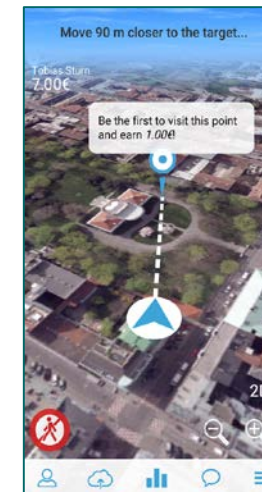 Move 90 m closer to the target...
Tobias Sturn
7.00€
Be the first to visit this point
and earn 1.00€!